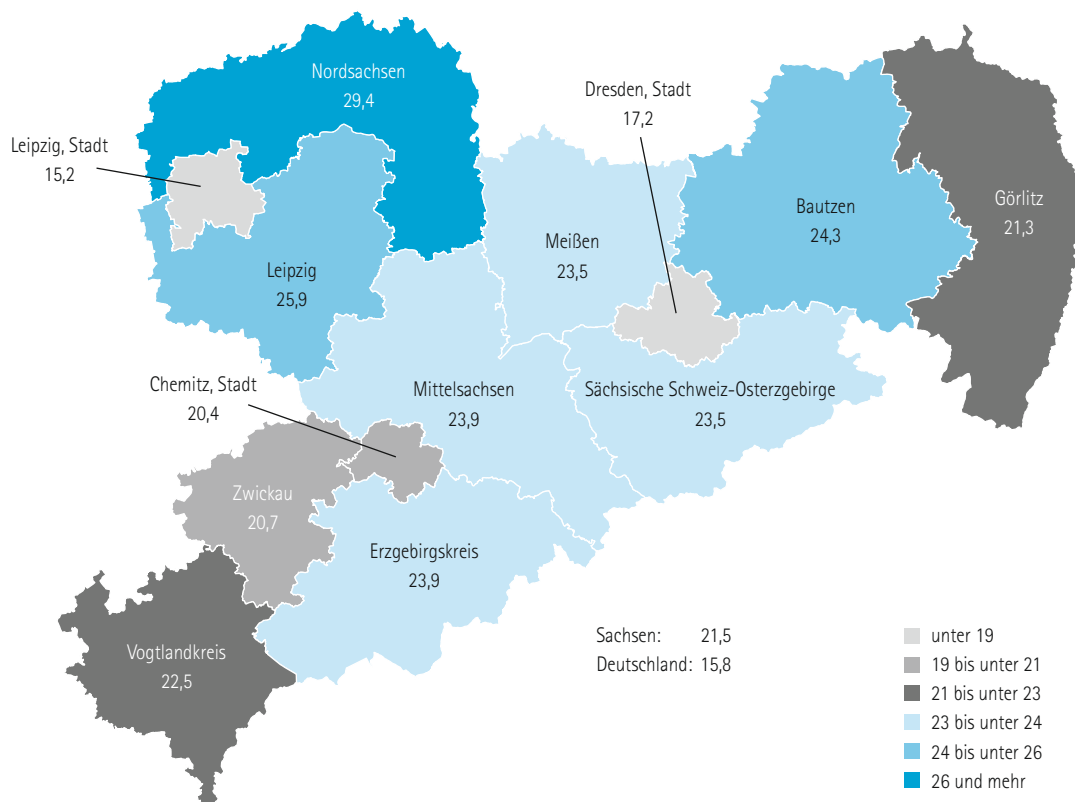 Nordsachsen
29,4
Dresden, Stadt
17,2
Leipzig, Stadt
15,2
Görlitz
21,3
Bautzen
24,3
Meißen
23,5
Leipzig
25,9
Chemitz, Stadt
20,4
Mittelsachsen
23,9
Sächsische Schweiz-Osterzgebirge
23,5
Zwickau
20,7
Erzgebirgskreis
23,9
Vogtlandkreis
22,5
Sachsen: 21,5
Deutschland: 15,8
unter 19
19 bis unter 21
21 bis unter 23
23 bis unter 24
24 bis unter 26
26 und mehr